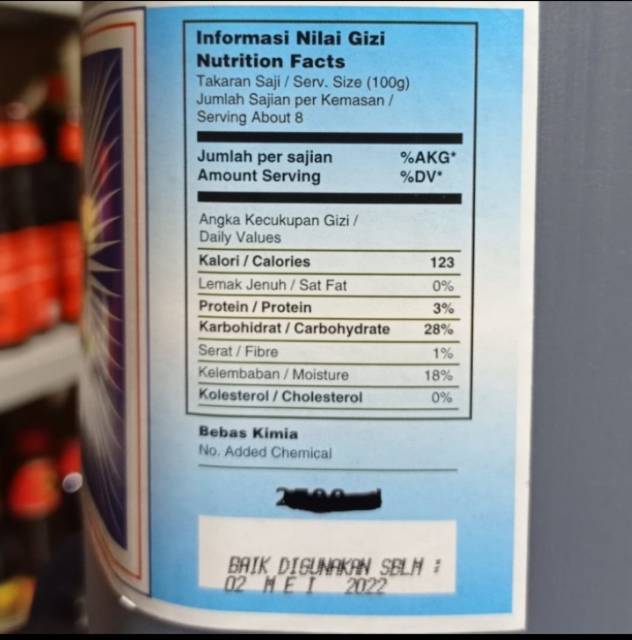 Informasi Nilai Gizi
Nutrition Facts
Takaran Saji / Serv. Size (100g)
Jumlah Sajian per Kemasan /
Serving About 8
Jumlah per sajian %AKG*
Amount Serving %DV*
Angka Kecukupan Gizi /
Daily Values
Kalori / Calories 123
Lemak Jenuh / Sat Fat 0%
Protein / Protein 3%
Karbohidrat / Carbohydrate 28%
Serat / Fibre 1%
Kelembaban / Moisture 18%
Kolesterol / Cholesterol 0%
Bebas Kimia
No. Added Chemical
BAIK DIGUNAKAN SBLM :
02 MEI 2022